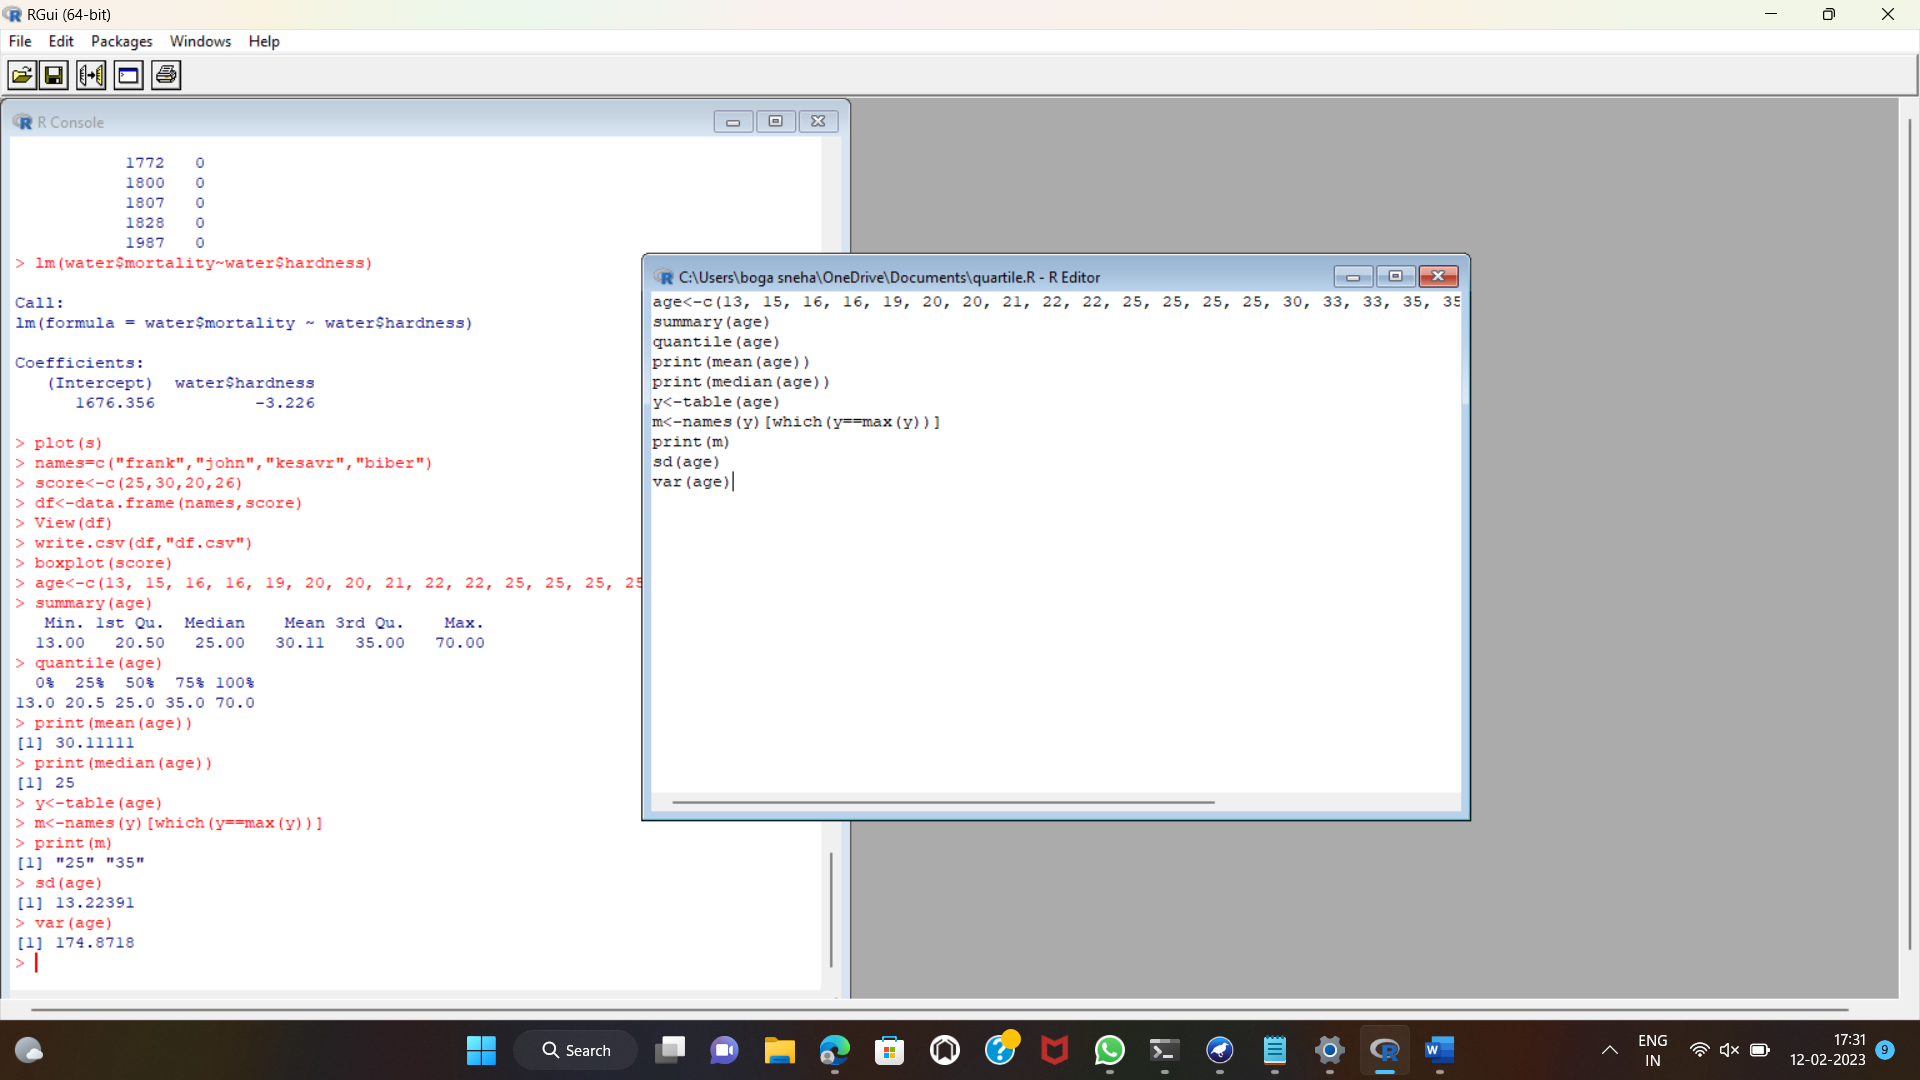 RGui (64-bit)
File Edit Packages Windows Help
R Console
1772 0
1800 0
1807 0
1828 0
1987 0
> lm(water$mortality~water$hardness)
Call:
lm(formula = water$mortality ~ water$hardness)
Coefficients:
(Intercept) water$hardness
1676.356 -3.226
> plot(s)
> names=c("frank","john","kesavr","biber")
> score<-c(25,30,20,26)
> df<-data.frame(names,score)
> View(df)
> write.csv(df,"df.csv")
> boxplot(score)
> age<-c(13, 15, 16, 16, 19, 20, 20, 21, 22, 22, 25, 25, 25, 25
> summary(age)
Min. 1st Qu. Median Mean 3rd Qu. Max.
13.00 20.50 25.00 30.11 35.00 70.00
> quantile(age)
0% 25% 50% 75% 100%
13.0 20.5 25.0 35.0 70.0
> print(mean(age))
[1] 30.11111
> print(median(age))
[1] 25
> y<-table(age)
> m<-names(y)[which(y==max(y))]
> print(m)
[1] "25" "35"
> sd(age)
[1] 13.22391
> var(age)
[1] 174.8718
>
C:\Users\boga sneha\OneDrive\Documents\quartile.R - R Editor
age<-c(13, 15, 16, 16, 19, 20, 20, 21, 22, 22, 25, 25, 25, 25, 30, 33, 33, 35, 35
summary(age)
quantile(age)
print(mean(age))
print(median(age))
y<-table(age)
m<-names(y)[which(y==max(y))]
print(m)
sd(age)
var(age)
Search
ENG
IN
17:31
12-02-2023
9